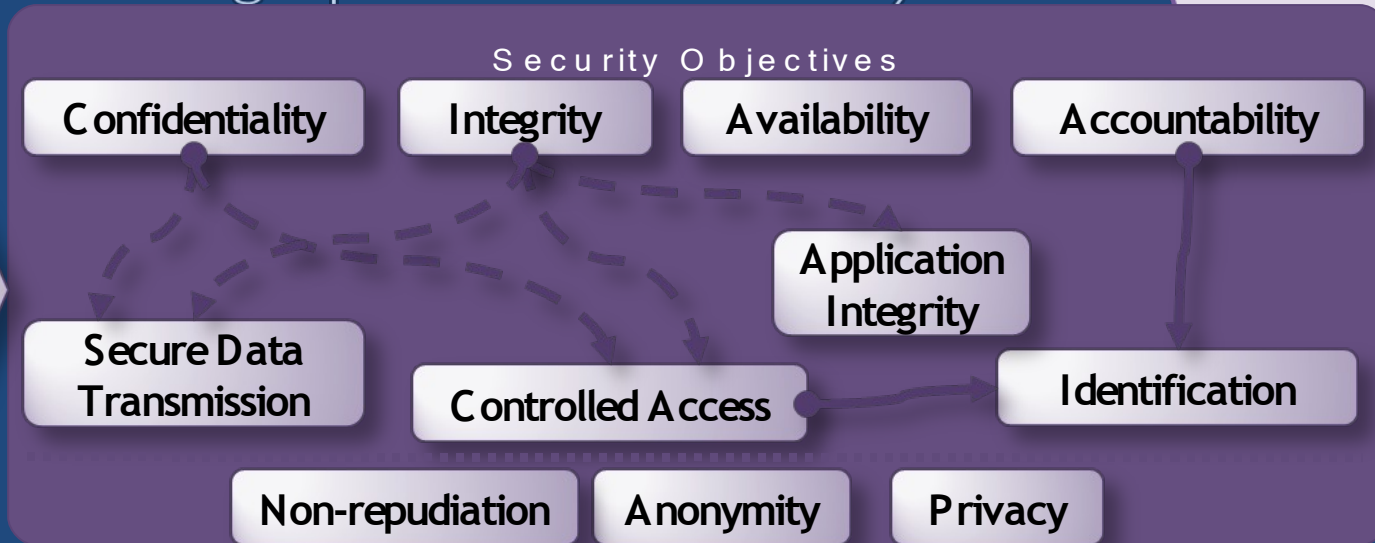 Security Objectives
Confidentiality
Integrity
Availability
Accountability
Application
Integrity
Secure Data
Transmission
Controlled Access
Identification
Non-repudiation
Anonymity
Privacy